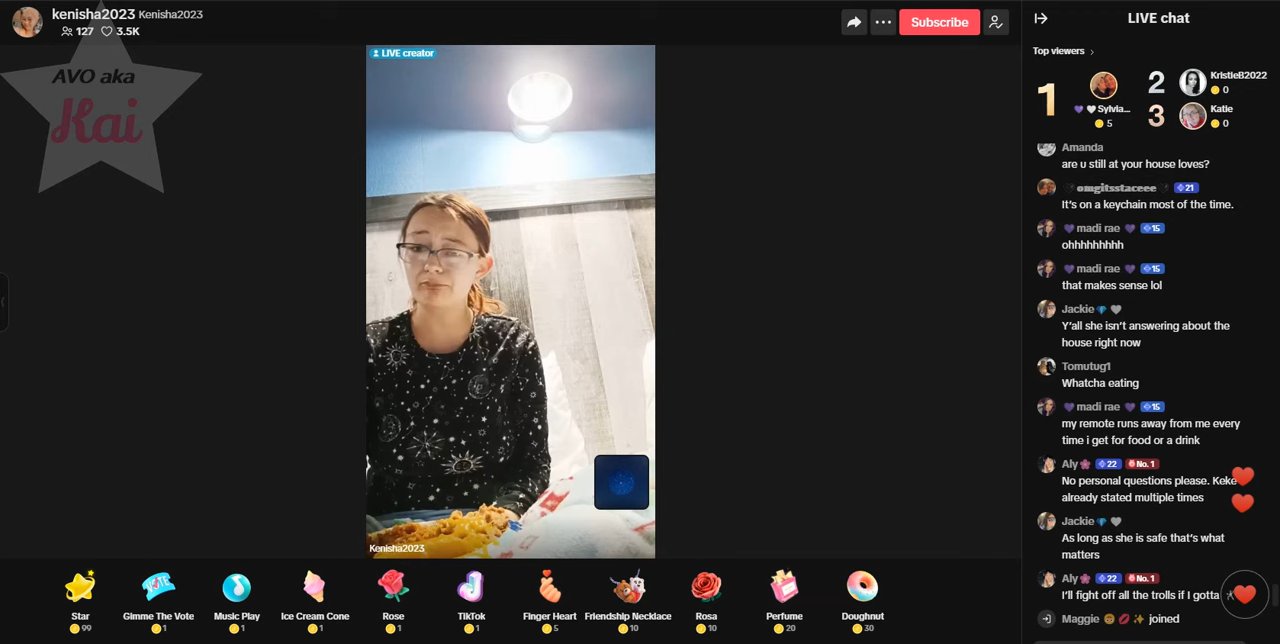 kenisha2023 Kenisha2023
127 3.5K
Subscribe
AVO aka
Kai
LIVE creator
Kenisha2023
Star
99
Gimme The Vote
1
Music Play
1
Ice Cream Cone
1
Rose
1
TikTok
1
Finger Heart
5
Friendship Necklace
10
Rosa
10
Perfume
20
Doughnut
30
LIVE chat
Top viewers
1
Sylvia...
5
2
KristieB2022
0
3
Katie
0
Amanda
are u still at your house loves?
omgitsstaceee 21
It's on a keychain most of the time.
madi rae 15
ohhhhhhhhh
madi rae 15
that makes sense lol
Jackie
Y'all she isn't answering about the
house right now
Tomutug1
Whatcha eating
madi rae 15
my remote runs away from me every
time i get for food or a drink
Aly 22 No. 1
No personal questions please. Keke
already stated multiple times
Jackie
As long as she is safe that's what
matters
Aly 22 No. 1
I'll fight off all the trolls if I gotta
Maggie joined